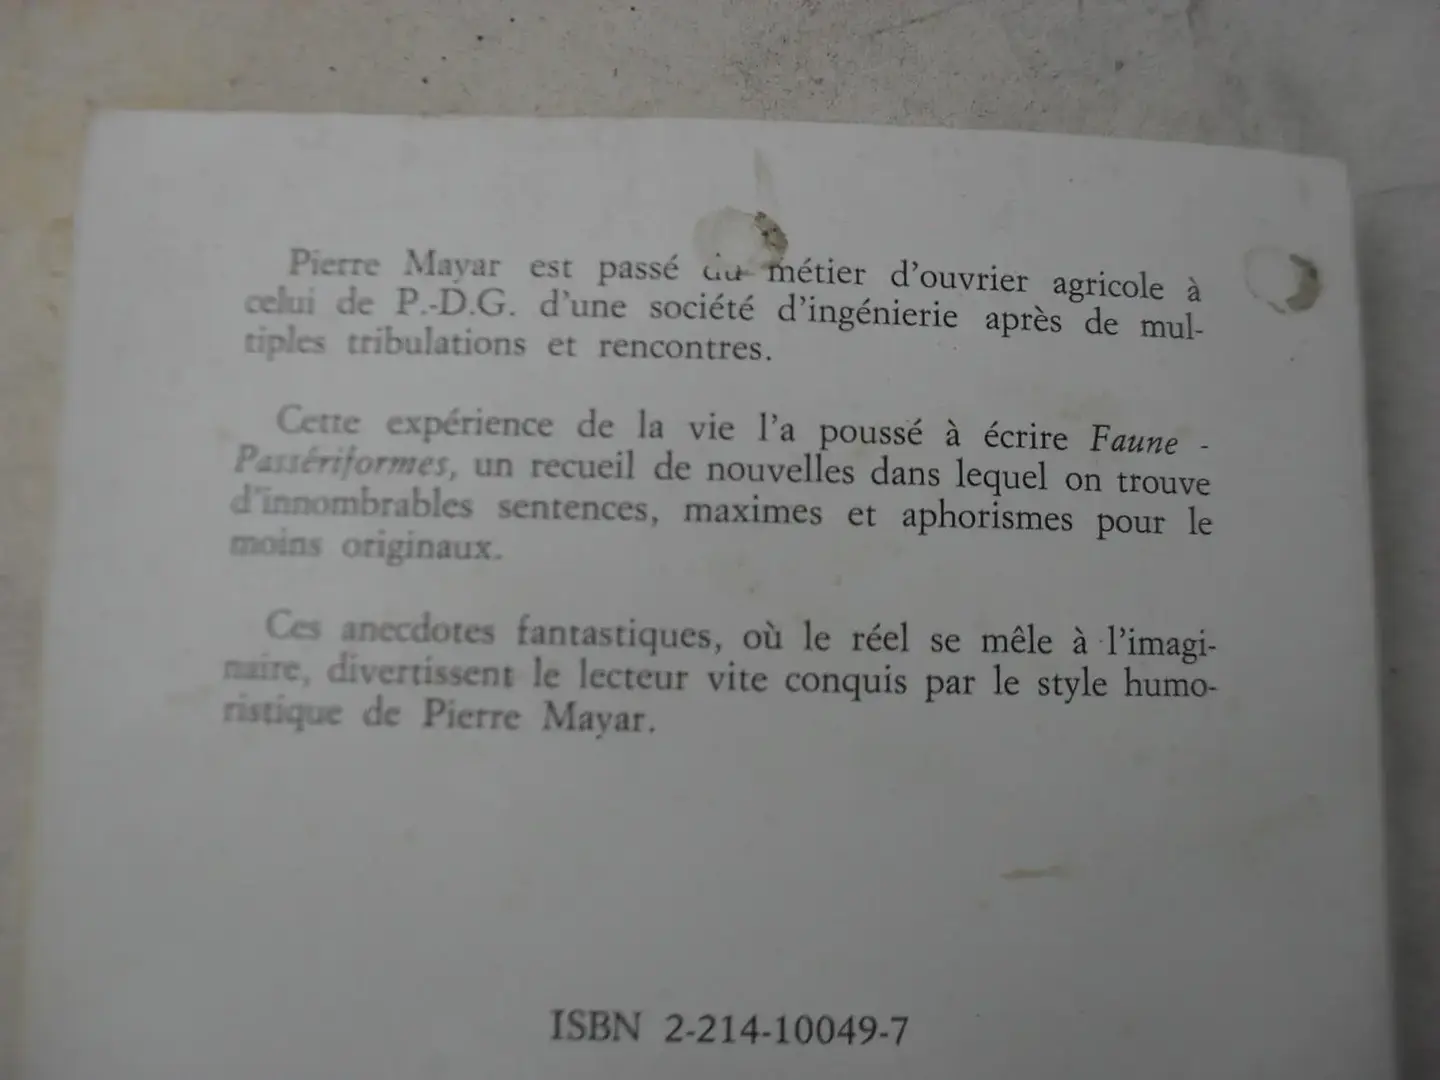 Pierre Mayar est passé du métier d'ouvrier agricole à
celui de P.-D.G. d'une société d'ingénierie après de mul-
tiples tribulations et rencontres.
Cette expérience de la vie l'a poussé à écrire Faune -
Passériformes, un recueil de nouvelles dans lequel on trouve
d'innombrables sentences, maximes et aphorismes pour le
moins originaux.
Ces anecdotes fantastiques, où le réel se mêle à l'imagi-
naire, divertissent le lecteur vite conquis par le style humo-
ristique de Pierre Mayar.
ISBN 2-214-10049-7